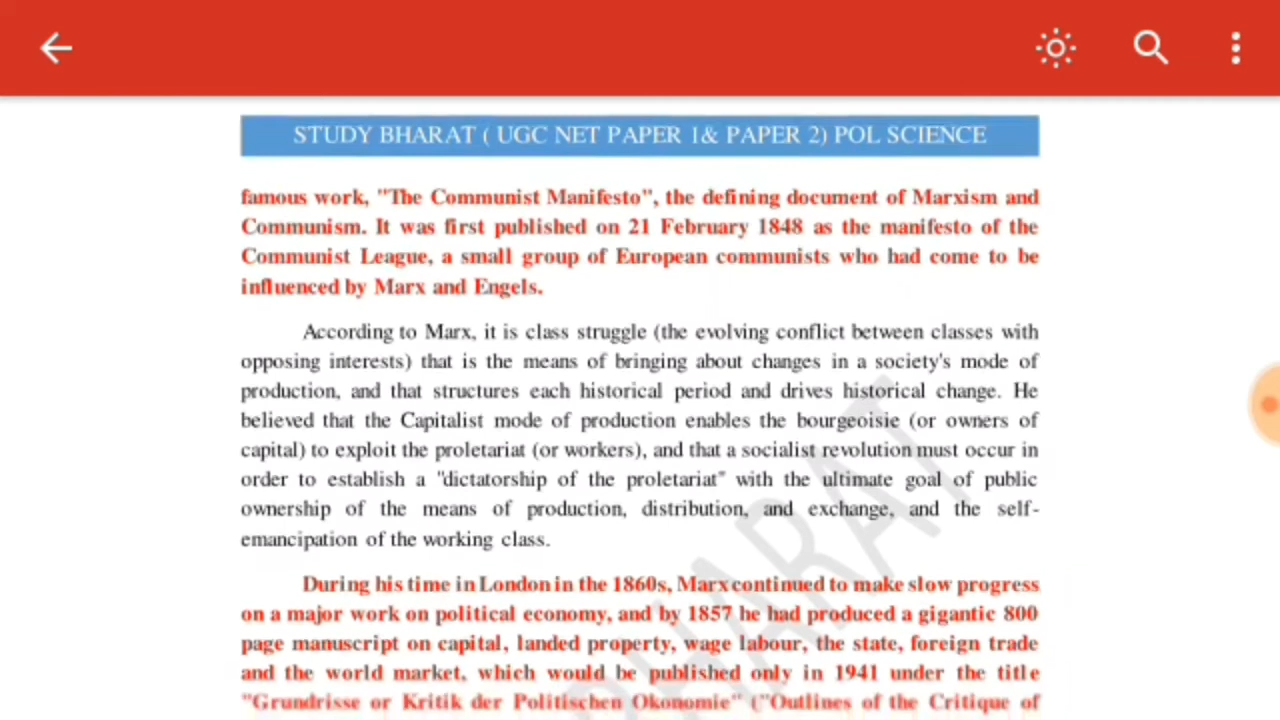 STUDY BHARAT ( UGC NET PAPER 1& PAPER 2) POL SCIENCE
famous work, "The Communist Manifesto", the defining document of Marxism and
Communism. It was first published on 21 February 1848 as the manifesto of the
Communist League, a small group of European communists who had come to be
influenced by Marx and Engels.
According to Marx, it is class struggle (the evolving conflict between classes with
opposing interests) that is the means of bringing about changes in a society's mode of
production, and that structures each historical period and drives historical change. He
believed that the Capitalist mode of production enables the bourgeoisie (or owners of
capital) to exploit the proletariat (or workers), and that a socialist revolution must occur in
order to establish a "dictatorship of the proletariat" with the ultimate goal of public
ownership of the means of production, distribution, and exchange, and the self-
emancipation of the working class.
During his time in London in the 1860s, Marx continued to make slow progress
on a major work on political economy, and by 1857 he had produced a gigantic 800
page manuscript on capital, landed property, wage labour, the state, foreign trade
and the world market, which would be published only in 1941 under the title
"Grundrisse or Kritik der Politischen Okonomie" ("Outlines of the Critique of
BHARAT